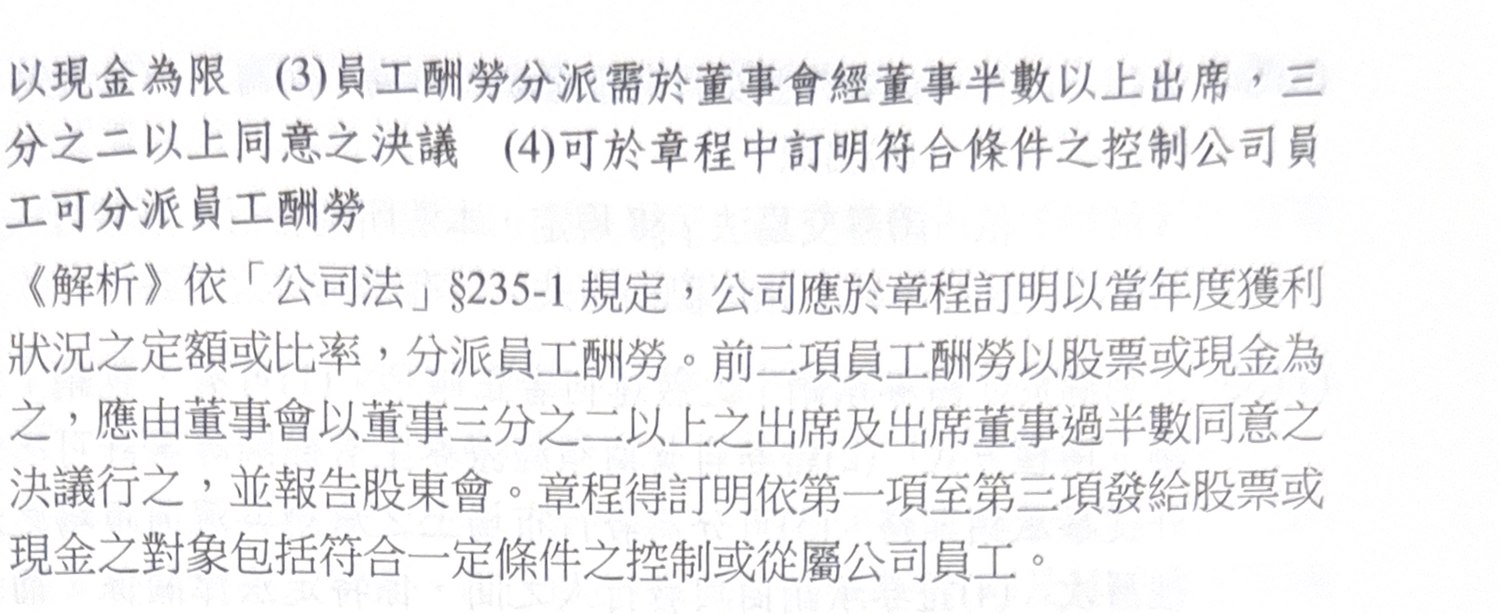 以現金為限　(3)員工酬勞分派需於董事會經董事半數以上出席，三
分之二以上同意之決議　(4)可於章程中訂明符合條件之控制公司員
工可分派員工酬勞
《解析》依「公司法」§235-1 規定，公司應於章程訂明以當年度獲利
狀況之定額或比率，分派員工酬勞。前二項員工酬勞以股票或現金為
之，應由董事會以董事三分之二以上之出席及出席董事過半數同意之
決議行之，並報告股東會。章程得訂明依第一項至第三項發給股票或
現金之對象包括符合一定條件之控制或從屬公司員工。